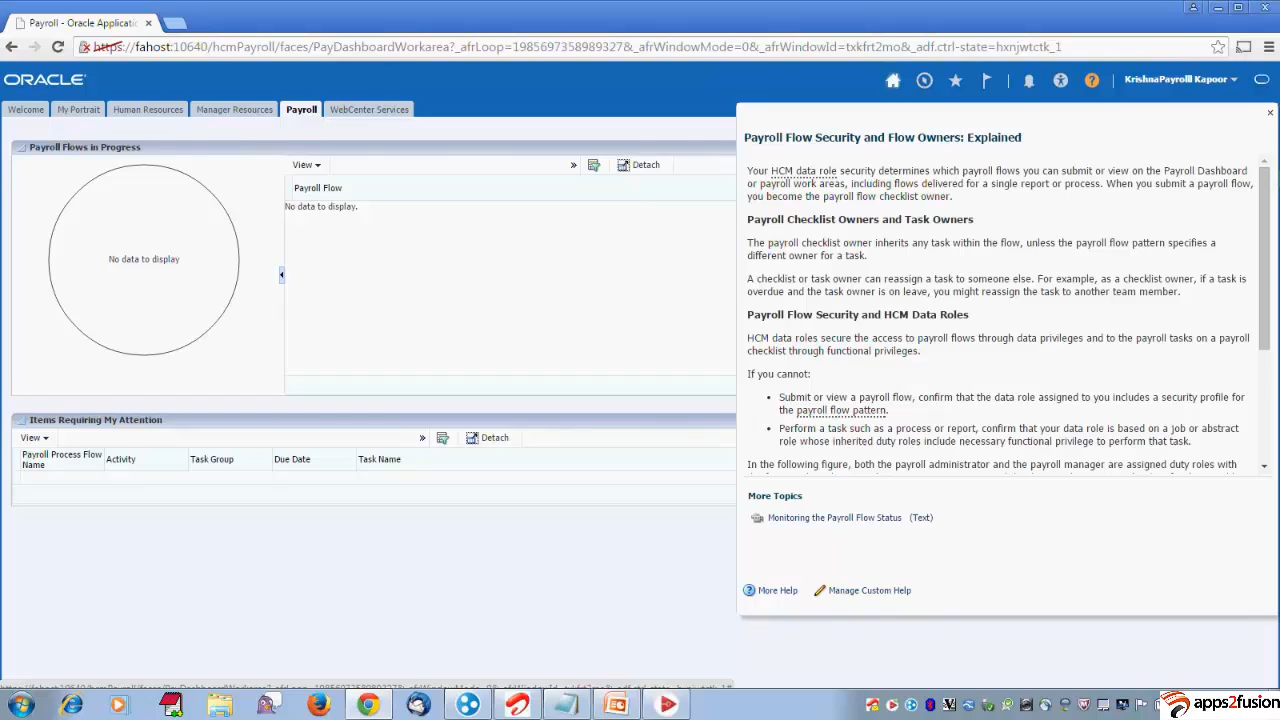 Payroll - Oracle Applicatio
https://fahost:10640/hcmPayroll/faces/PayDashboardWorkarea?_afrLoop=1985697398989327&_afrWindowMode=0&_afrWindowId=txkfrt2mo&_adf.ctrl-state=hxnjwtctk_1
ORACLE
KrishnaPayrolll Kapoor
Welcome
My Portrait
Human Resources
Manager Resources
Payroll
WebCenter Services
Payroll Flows in Progress
View
»
Detach
Payroll Flow
No data to display.
No data to display
Items Requiring My Attention
View
»
Detach
Payroll Process Flow
Name
Activity
Task Group
Due Date
Task Name
Payroll Flow Security and Flow Owners: Explained
Your HCM data role security determines which payroll flows you can submit or view on the Payroll Dashboard
or payroll work areas, including flows delivered for a single report or process. When you submit a payroll flow,
you become the payroll flow checklist owner.
Payroll Checklist Owners and Task Owners
The payroll checklist owner inherits any task within the flow, unless the payroll flow pattern specifies a
different owner for a task.
A checklist or task owner can reassign a task to someone else. For example, as a checklist owner, if a task is
overdue and the task owner is on leave, you might reassign the task to another team member.
Payroll Flow Security and HCM Data Roles
HCM data roles secure the access to payroll flows through data privileges and to the payroll tasks on a payroll
checklist through functional privileges.
If you cannot:
• Submit or view a payroll flow, confirm that the data role assigned to you includes a security profile for
the payroll flow pattern.
• Perform a task such as a process or report, confirm that your data role is based on a job or abstract
role whose inherited duty roles include necessary functional privilege to perform that task.
In the following figure, both the payroll administrator and the payroll manager are assigned duty roles with
More Topics
Monitoring the Payroll Flow Status (Text)
More Help
Manage Custom Help
apps2fusion